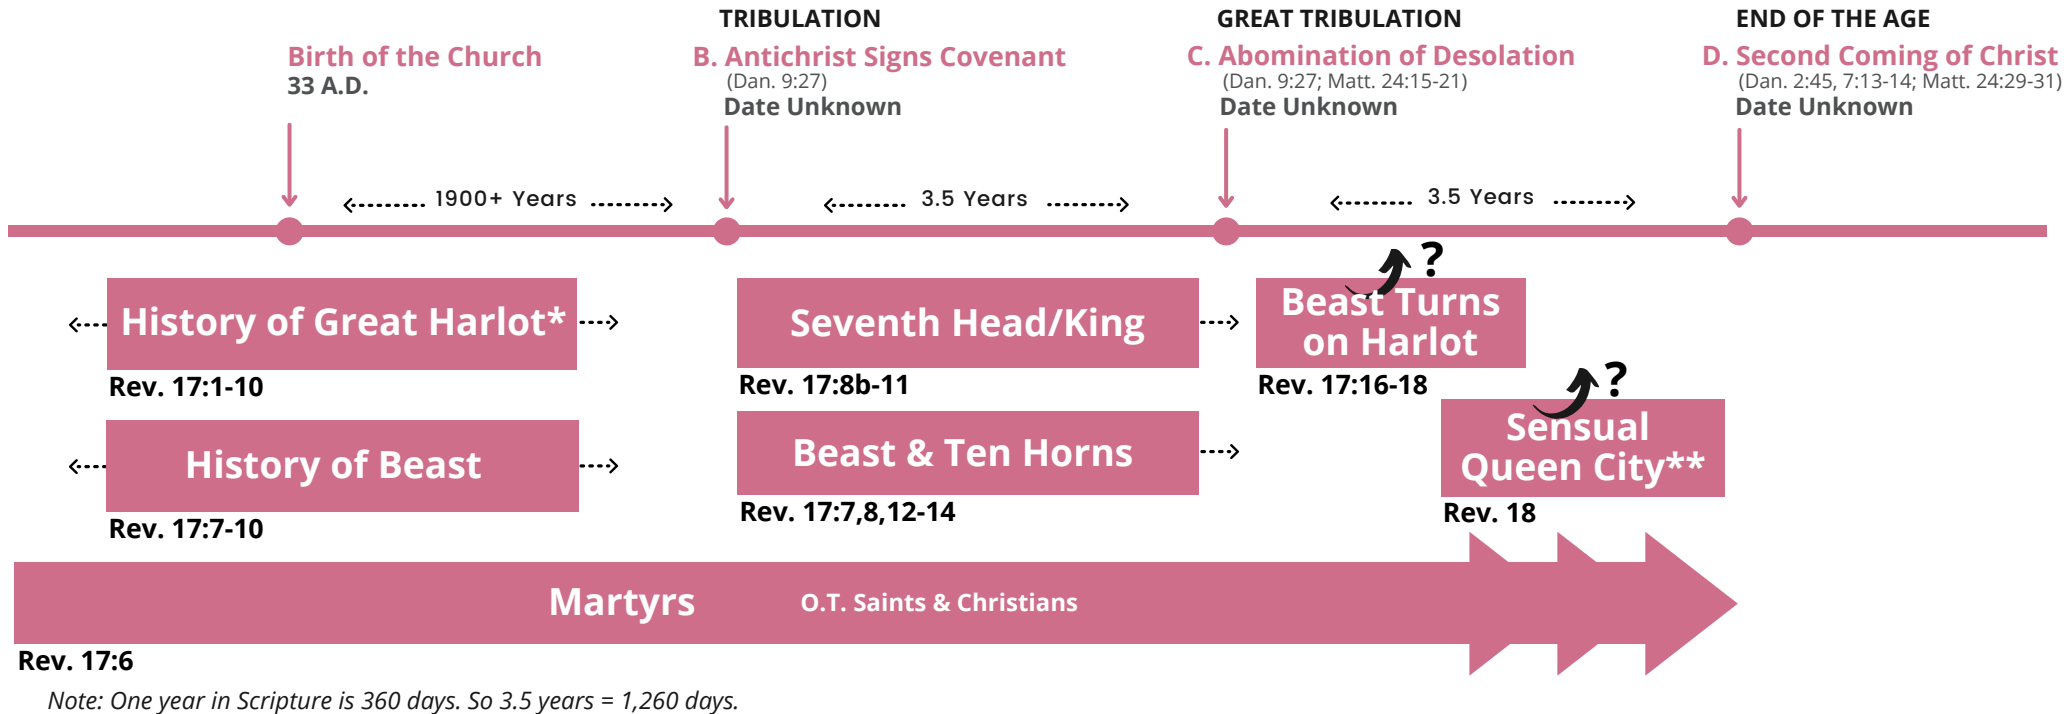 TRIBULATION
GREAT TRIBULATION
END OF THE AGE
Birth of the Church
33 A.D.
B. Antichrist Signs Covenant
(Dan. 9:27)
Date Unknown
C. Abomination of Desolation
(Dan. 9:27; Matt. 24:15-21)
Date Unknown
D. Second Coming of Christ
(Dan. 2:45, 7:13-14; Matt. 24:29-31)
Date Unknown
1900+ Years
3.5 Years
3.5 Years
History of Great Harlot*
Rev. 17:1-10
Seventh Head/King
Rev. 17:8b-11
?
Beast Turns
on Harlot
Rev. 17:16-18
History of Beast
Rev. 17:7-10
Beast & Ten Horns
Rev. 17:7,8,12-14
?
Sensual
Queen City**
Rev. 18
Martyrs O.T. Saints & Christians
Rev. 17:6
Note: One year in Scripture is 360 days. So 3.5 years = 1,260 days.